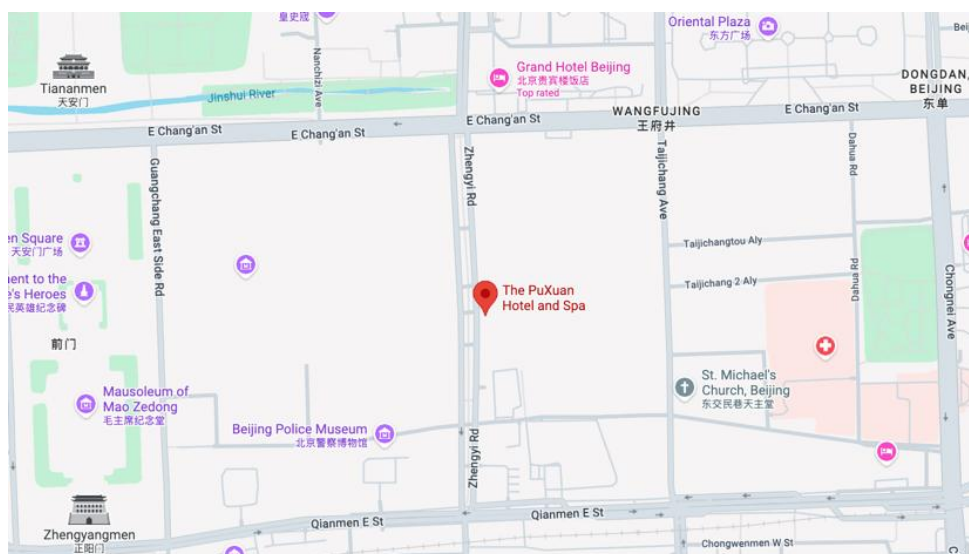 皇史宬
Oriental Plaza
东方广场
Bei
Tiananmen
天安门
Jinshui River
Nanchizi Ave
Grand Hotel Beijing
北京贵宾楼饭店
Top rated
DONGDAN,
BEIJING
东单
WANGFUJING
王府井
E Chang'an St
E Chang'an St
E Chang'an St
E Chang'an St
E Chang'an St
Guangchang East Side Rd
Zhengyi Rd
Taijichang Ave
Dahua Rd
en Square
天安门广场
Taijichangtou Aly
Taijichang 2 Aly
Dahua Rd
Chongnei Ave
ment to the
e's Heroes
民英雄纪念碑
The PuXuan
Hotel and Spa
前门
Mausoleum of
Mao Zedong
毛主席纪念堂
St. Michael's
Church, Beijing
东交民巷天主堂
Beijing Police Museum
北京警察博物馆
Zhengyi Rd
Zhengyangmen
正阳门
Qianmen E St
Qianmen E St
Chongwenmen W St